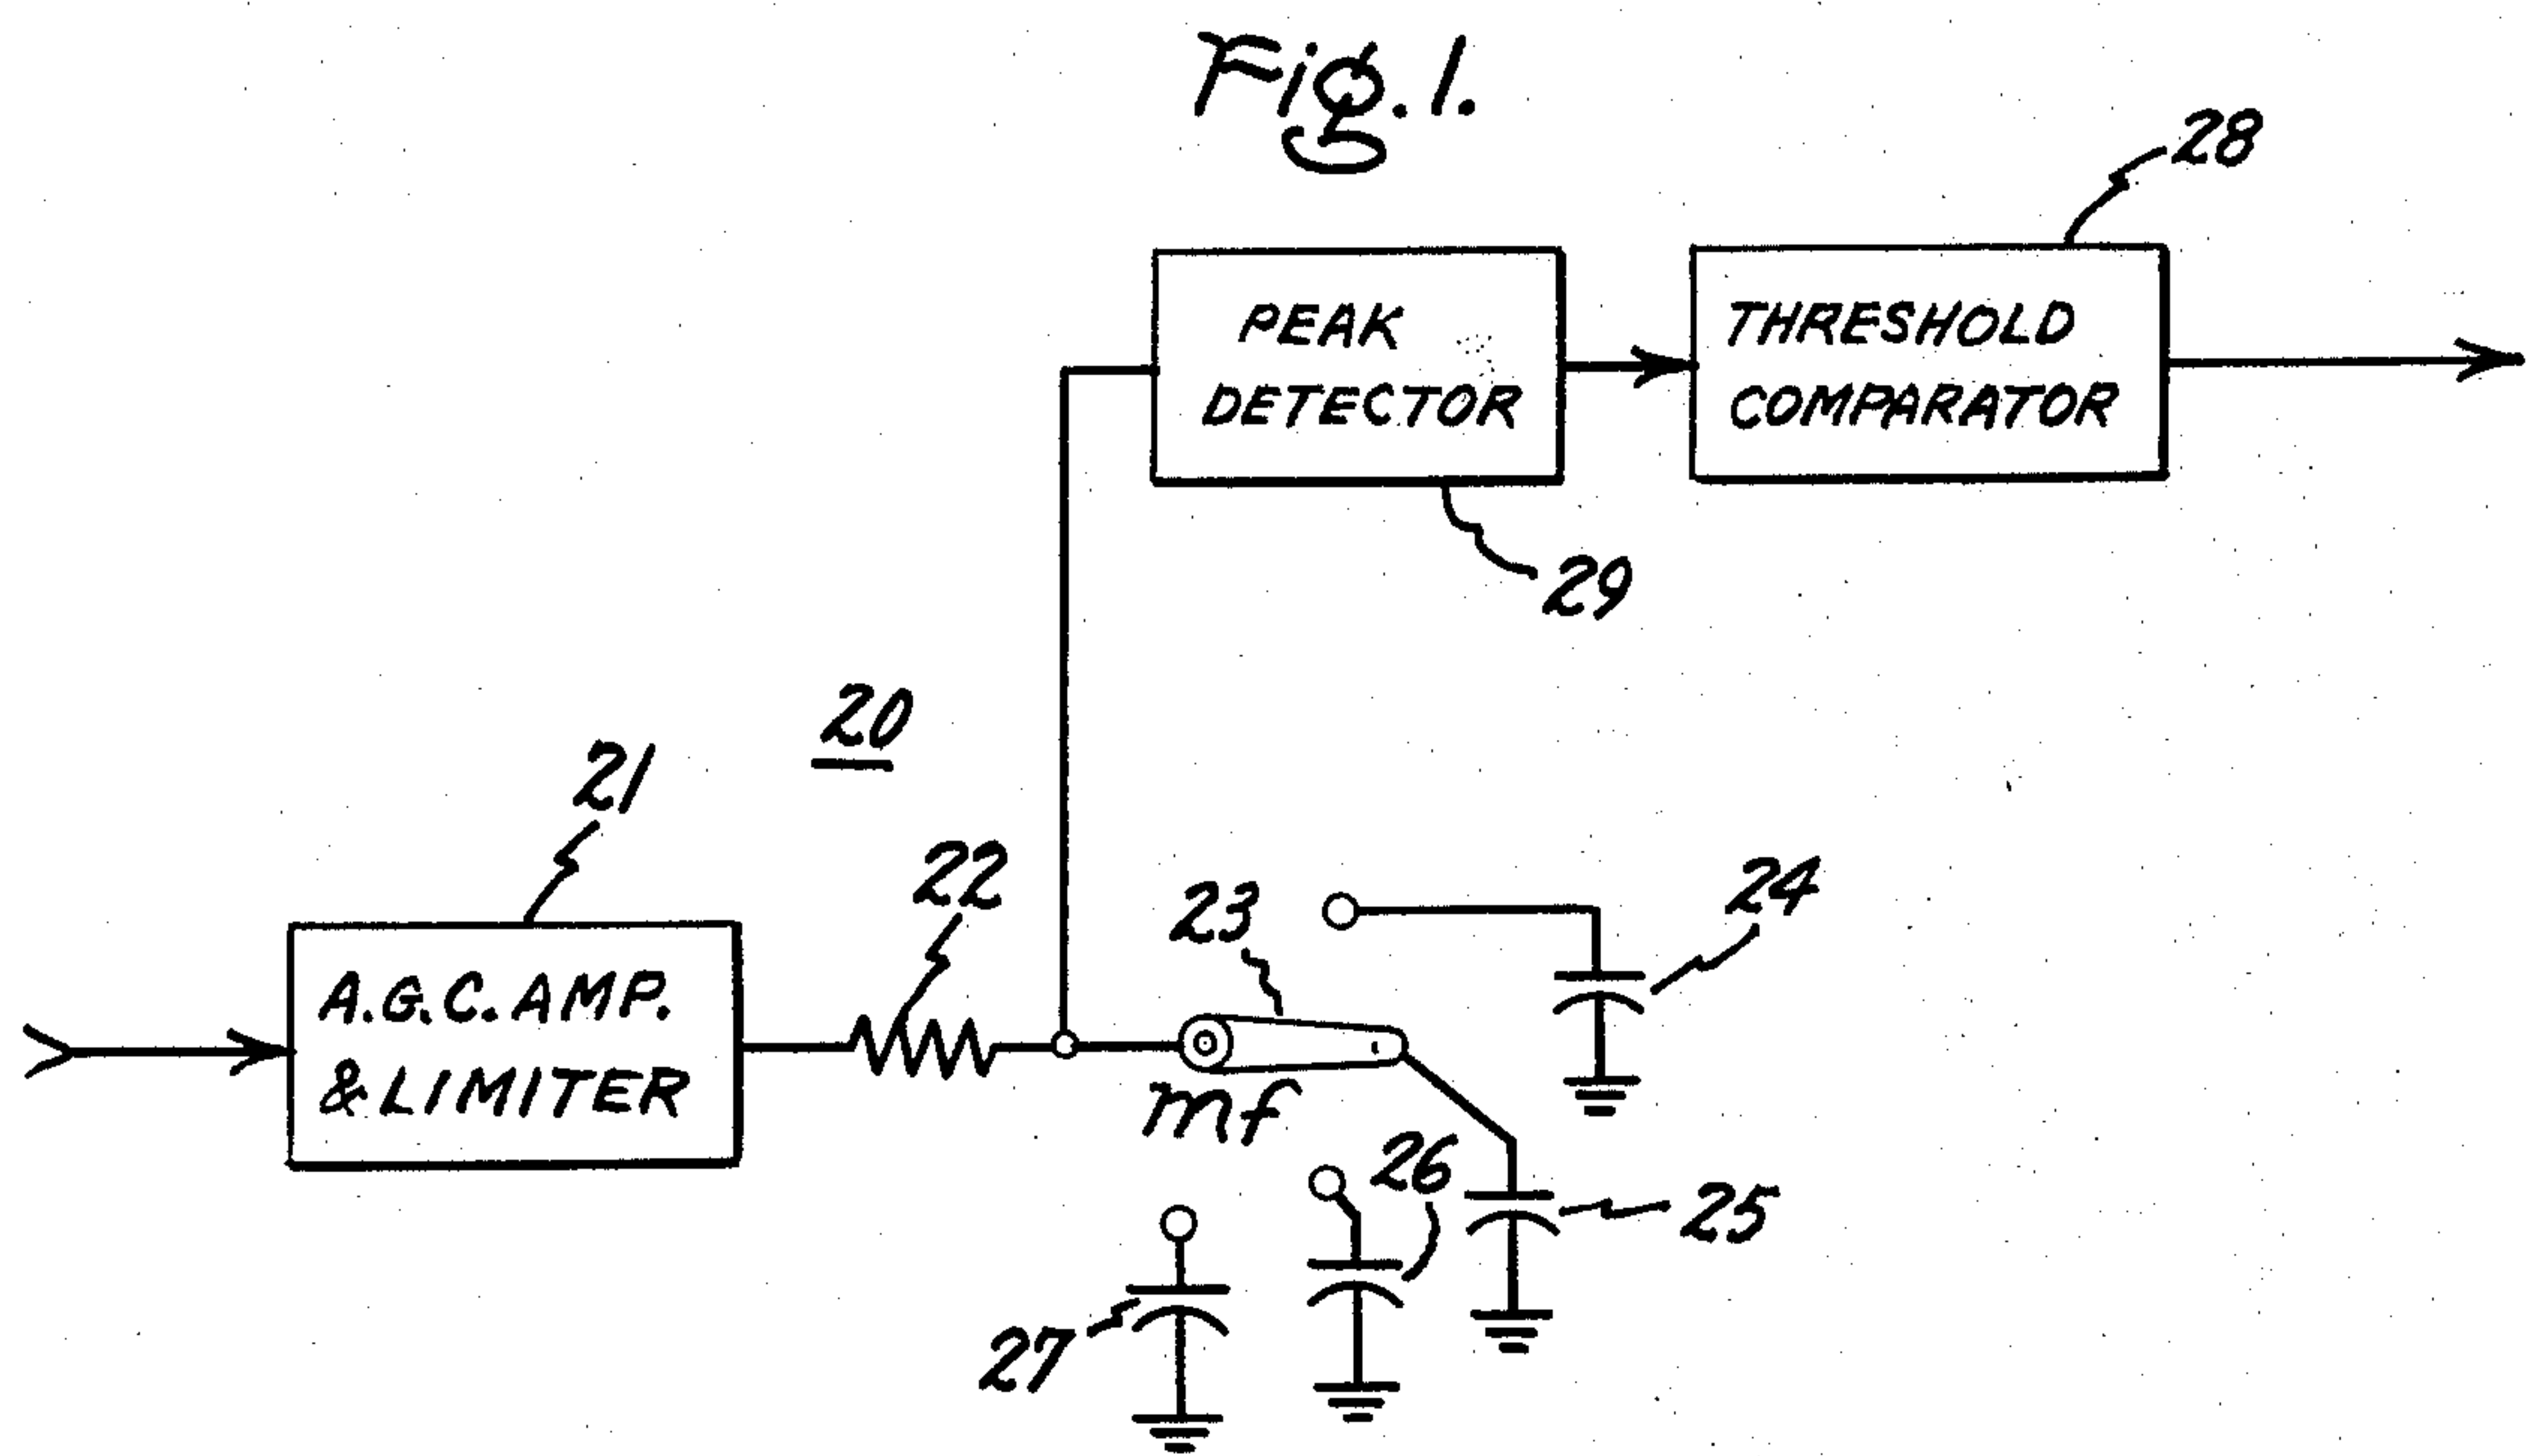 Fig. 1.
28
PEAK
DETECTOR
THRESHOLD
COMPARATOR
29
20
21
22
23
24
A.G.C. AMP.
& LIMITER
mf
26
25
27